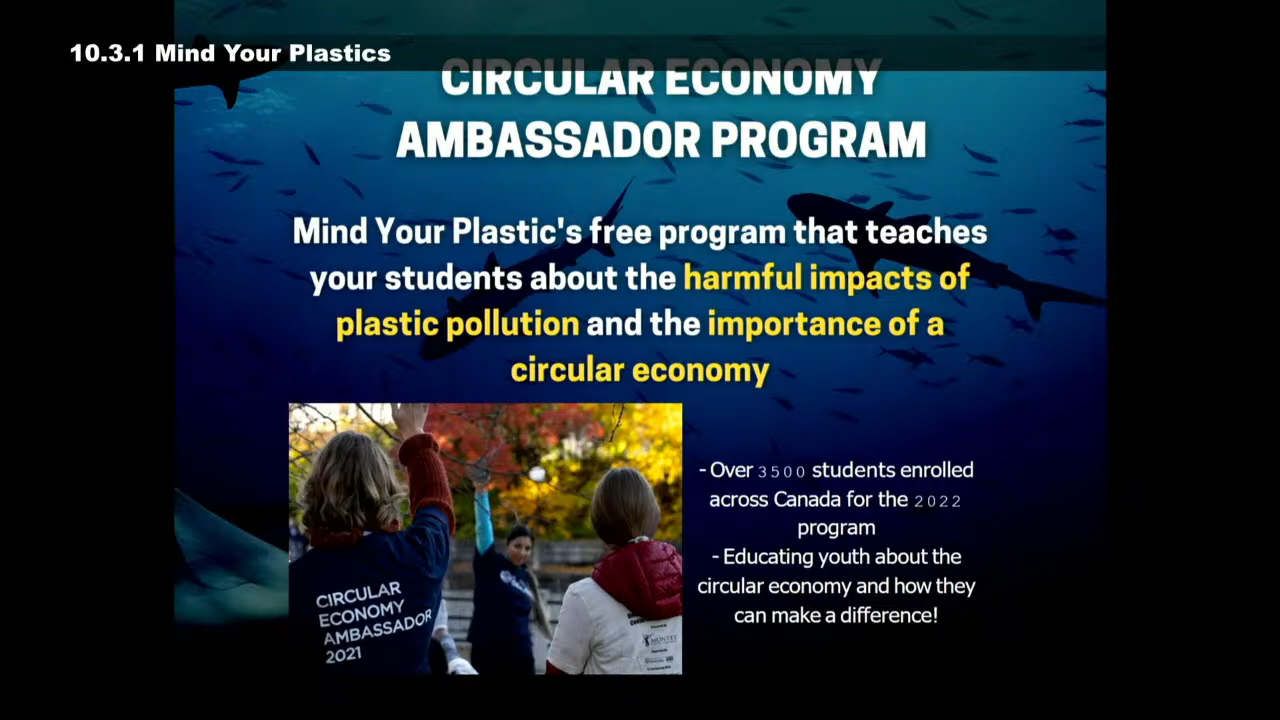 10.3.1 Mind Your Plastics
CIRCULAR ECONOMY
AMBASSADOR PROGRAM
Mind Your Plastic's free program that teaches
your students about the harmful impacts of
plastic pollution and the importance of a
circular economy
- Over 3500 students enrolled
across Canada for the 2022
program
- Educating youth about the
circular economy and how they
can make a difference!
CIRCULAR
ECONOMY
AMBASSADOR
2021